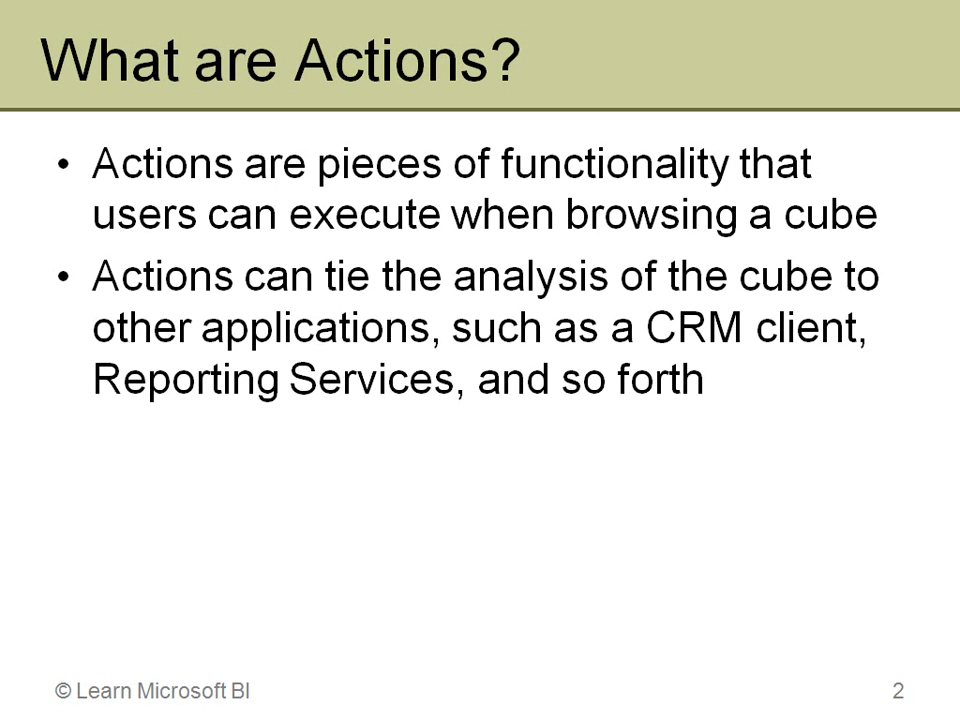 What are Actions?
• Actions are pieces of functionality that
users can execute when browsing a cube
• Actions can tie the analysis of the cube to
other applications, such as a CRM client,
Reporting Services, and so forth
© Learn Microsoft BI
2